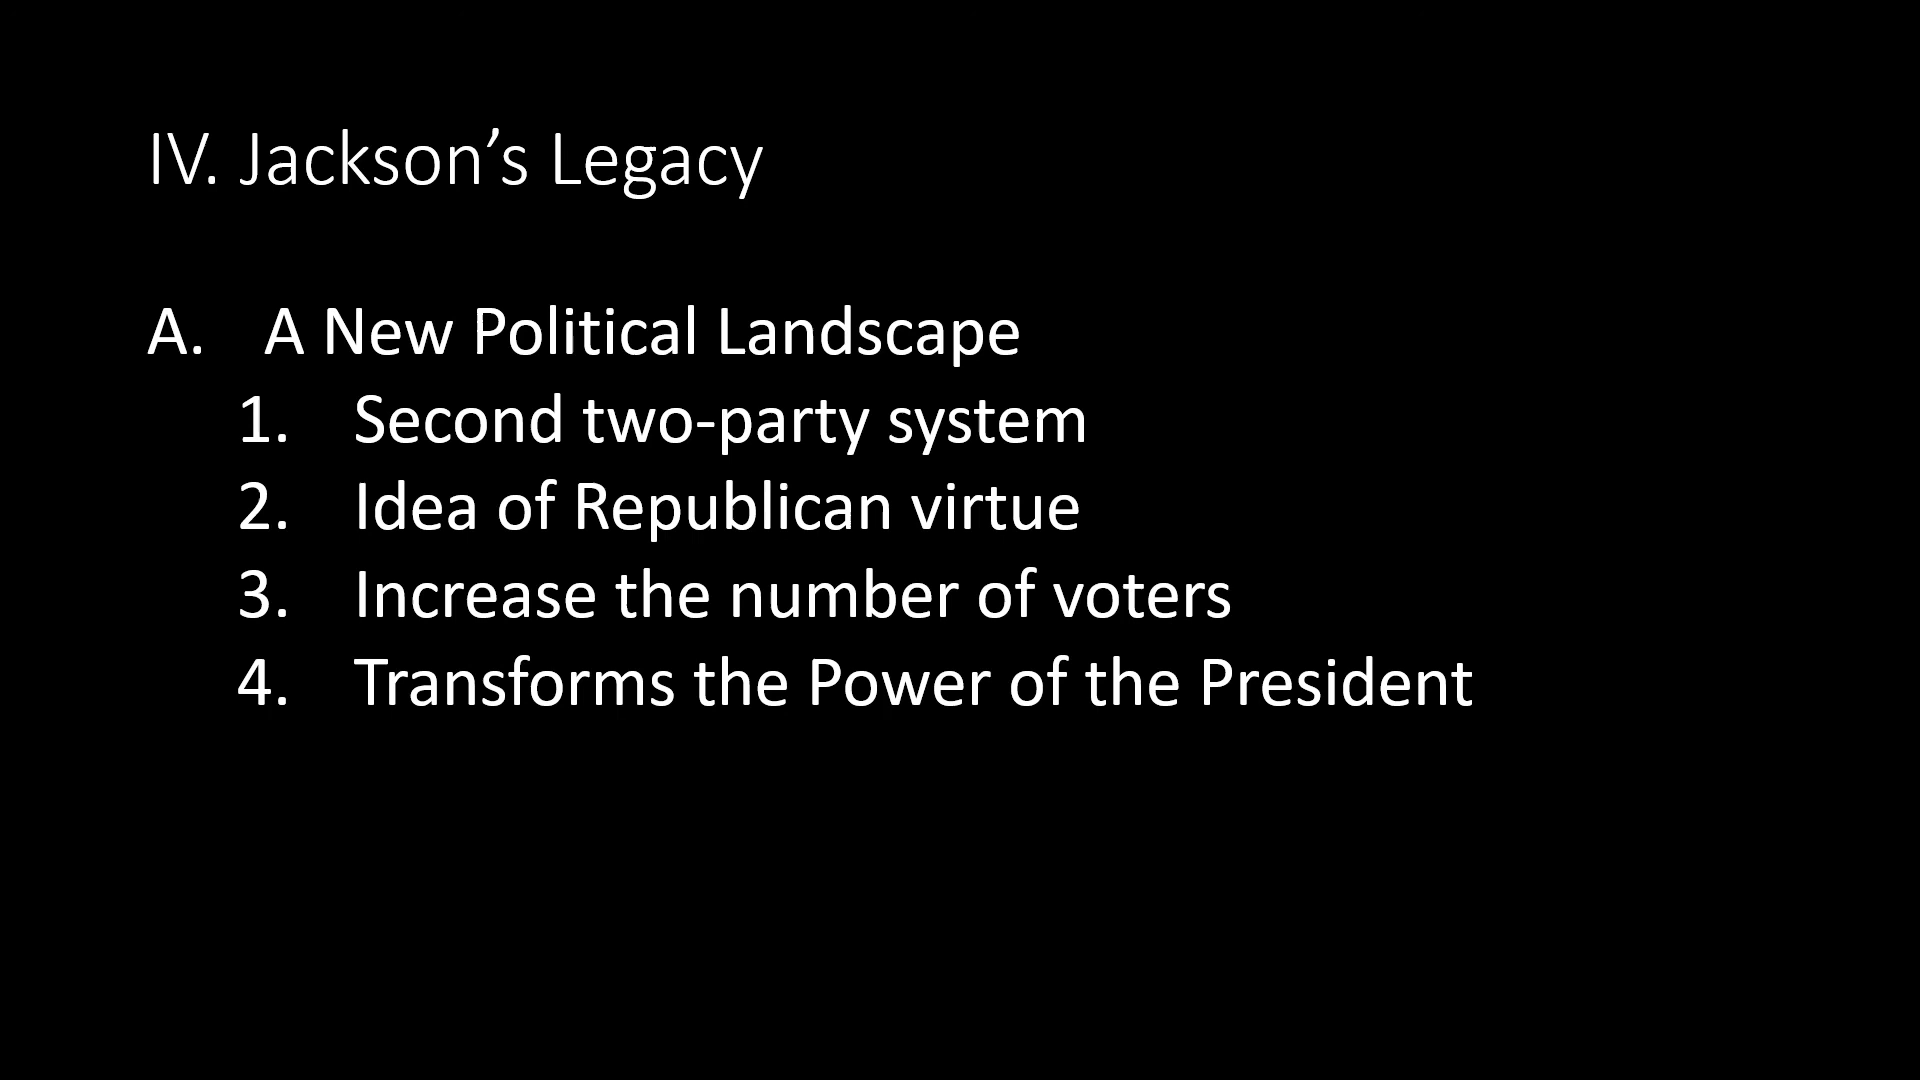 IV. Jackson’s Legacy
A. A New Political Landscape
1. Second two-party system
2. Idea of Republican virtue
3. Increase the number of voters
4. Transforms the Power of the President